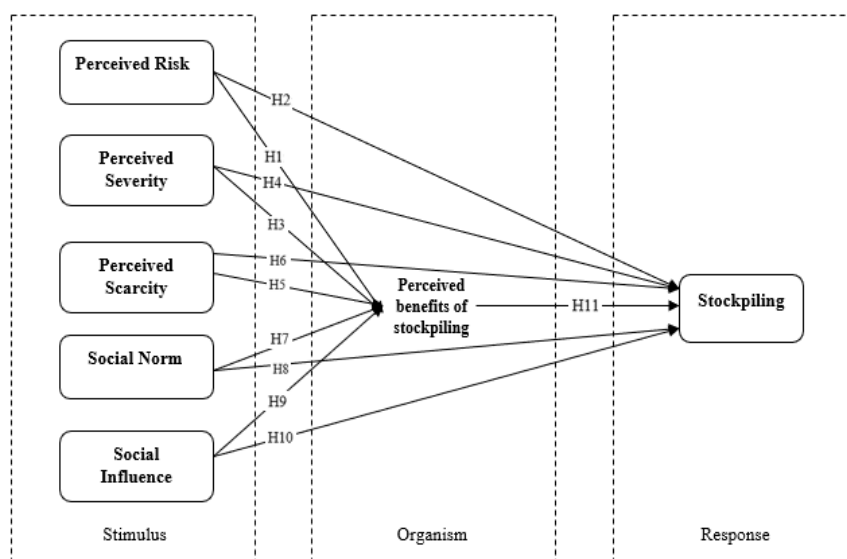 Perceived Risk
H2
H1
Perceived
Severity
H4
H3
Perceived
Scarcity
H6
H5
Perceived
benefits of
stockpiling
H11
Stockpiling
Social Norm
H7
H8
H9
Social
Influence
H10
Stimulus
Organism
Response